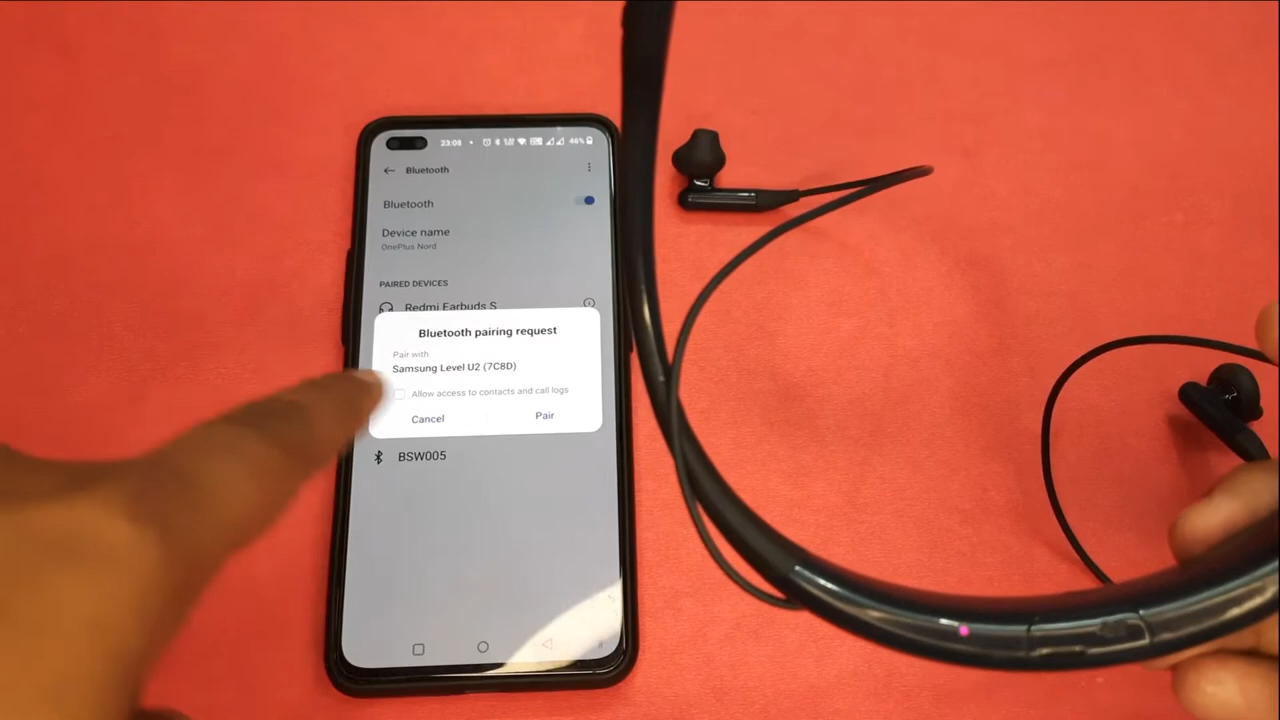 23:08 46%
Bluetooth
Bluetooth
Device name
OnePlus Nord
PAIRED DEVICES
Redmi Earbuds S
Bluetooth pairing request
Pair with
Samsung Level U2 (7C8D)
Allow access to contacts and call logs
Cancel Pair
BSW005